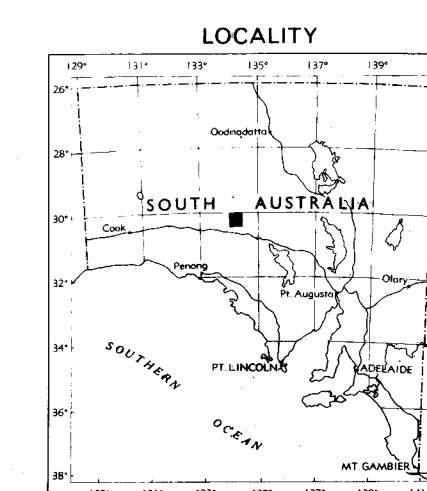 LOCALITY
129° 131° 133° 135° 137° 139°
26°
Oodnadatta
28°
SOUTH AUSTRALIA
30°
Cook
Penong
32°
Olary
Pt. Augusta
34°
SOUTHERN
PT. LINCOLN
ADELAIDE
36°
OCEAN
MT. GAMBIER
38°